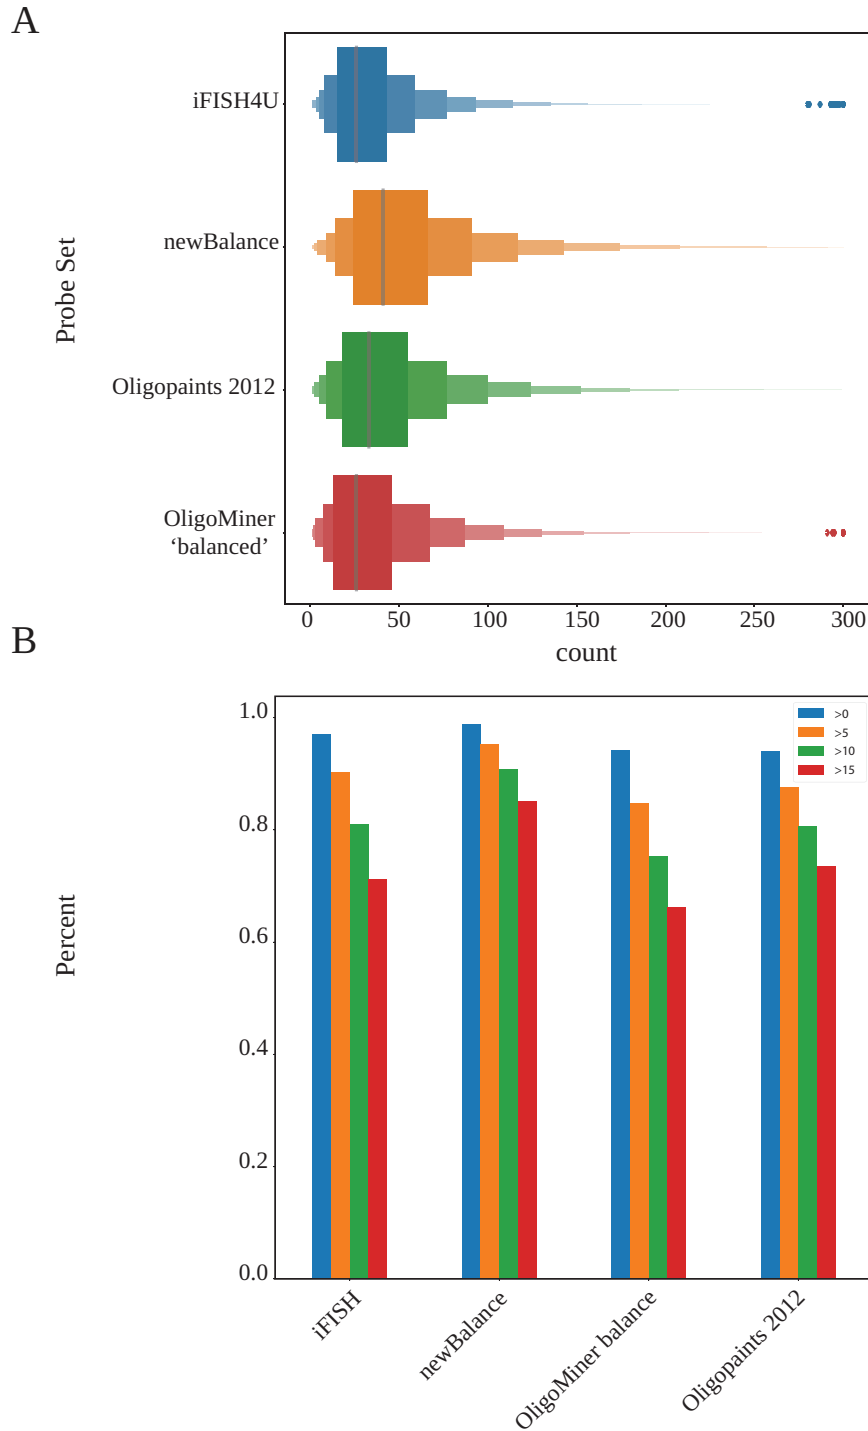 A
Probe Set
iFISH4U
newBalance
Oligopaints 2012
OligoMiner
‘balanced’
0 50 100 150 200 250 300
count
B
Percent
1.0
0.8
0.6
0.4
0.2
0.0
>0
>5
>10
>15
iFISH
newBalance
OligoMiner balance
Oligopaints 2012